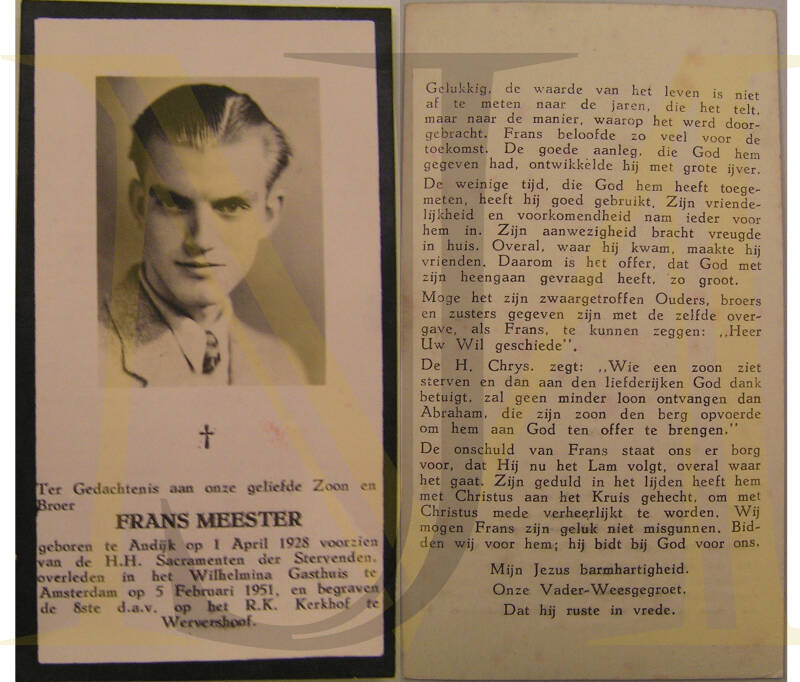 †
Ter Gedachtenis aan onze geliefde Zoon en
Broer
FRANS MEESTER
geboren te Andijk op 1 April 1928 voorzien
van de H.H. Sacramenten der Stervenden,
overleden in het Wilhelmina Gasthuis te
Amsterdam op 5 Februari 1951, en begraven
de 8ste d.a.v. op het R.K. Kerkhof te
Wervershoof.
Gelukkig, de waarde van het leven is niet
af te meten naar de jaren, die het telt,
maar naar de manier, waarop het werd door-
gebracht. Frans beloofde zo veel voor de
toekomst. De goede aanleg, die God hem
gegeven had, ontwikkelde hij met grote ijver.
De weinige tijd, die God hem heeft toege-
meten, heeft hij goed gebruikt. Zijn vriende-
lijkheid en voorkomendheid nam ieder voor
hem in. Zijn aanwezigheid bracht vreugde
in huis. Overal, waar hij kwam, maakte hij
vrienden. Daarom is het offer, dat God met
zijn heengaan gevraagd heeft, zo groot.
Moge het zijn zwaargetroffen Ouders, broers
en zusters gegeven zijn met de zelfde over-
gave, als Frans, te kunnen zeggen: „Heer
Uw Wil geschiede".
De H. Chrys. zegt: „Wie een zoon ziet
sterven en dan aan den liefderijken God dank
betuigt, zal geen minder loon ontvangen dan
Abraham, die zijn zoon den berg opvoerde
om hem aan God ten offer te brengen."
De onschuld van Frans staat ons er borg
voor, dat Hij nu het Lam volgt, overal waar
het gaat. Zijn geduld in het lijden heeft hem
met Christus aan het Kruis gehecht, om met
Christus mede verheerlijkt te worden. Wij
mogen Frans zijn geluk niet misgunnen. Bid-
den wij voor hem; hij bidt bij God voor ons.
Mijn Jezus barmhartigheid.
Onze Vader-Weesgegroet.
Dat hij ruste in vrede.